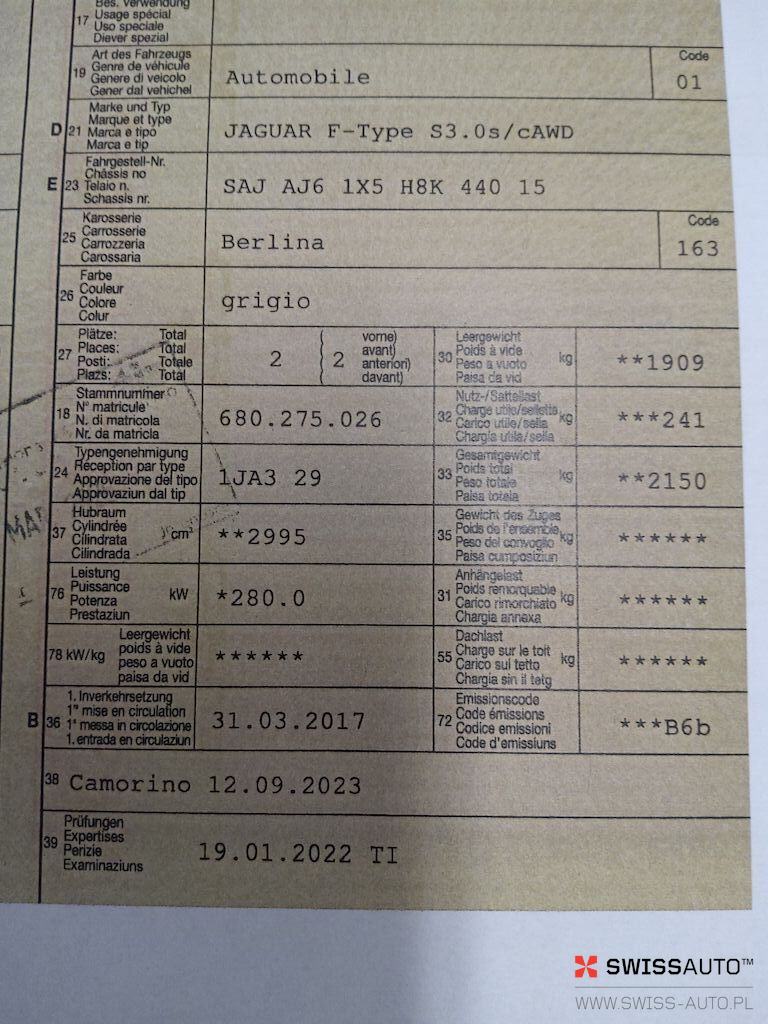 Bes. Verwendung
17 Usage spécial
Uso speciale
Diever spezial
Art des Fahrzeugs
19 Genre de véhicule
Genere di veicolo
Gener dal vehichel
Automobile
Code
01
Marke und Typ
D 21 Marque et type
Marca e tipo
Marca e tip
JAGUAR F-Type S3.0s/cAWD
Fahrgestell-Nr.
Châssis no
E 23 Telaio n.
Schassis nr.
SAJ AJ6 1X5 H8K 440 15
Karosserie
25 Carrosserie
Carrozzeria
Carossaria
Berlina
Code
163
Farbe
26 Couleur
Colore
Colur
grigio
Plätze: Total
27 Places: Total
Posti: Totale
Plazs: Total
2
( 2 vorne)
( avant)
( anteriori)
( davant)
Leergewicht
30 Poids à vide kg
Peso a vuoto
Paisa da vid
**1909
Stammnummer
18 N° matricule
N. di matricola
Nr. da matricla
680.275.026
Nutz-/Sattellast
32 Charge utile/sellette kg
Carico utile/sella
Chargia utile/sella
***241
Typengenehmigung
24 Réception par type
Approvazione del tipo
Approvaziun dal tip
1JA3 29
Gesamtgewicht
33 Poids total kg
Peso totale
Paisa totala
**2150
Hubraum
37 Cylindrée cm³
Cilindrata
Cilindrada
**2995
Gewicht des Zuges
35 Poids de l'ensemble kg
Peso del convoglio
Paisa cumposiziun
******
Leistung
76 Puissance kW
Potenza
Prestaziun
*280.0
Anhängelast
31 Poids remorquable kg
Carico rimorchiato
Chargia annexa
******
Leergewicht
78 kW/kg poids à vide
peso a vuoto
paisa da vid
******
Dachlast
55 Charge sur le toit kg
Carico sul tetto
Chargia sin il tetg
******
1. Inverkehrsetzung
B 36 1re mise en circulation
1a messa in circolazione
1. entrada en circulaziun
31.03.2017
Emissionscode
72 Code émissions
Codice emissioni
Code d'emissiuns
***B6b
38 Camorino 12.09.2023
Prüfungen
39 Expertises
Perizie
Examinaziuns
19.01.2022 TI
SWISSAUTO™
WWW.SWISS-AUTO.PL